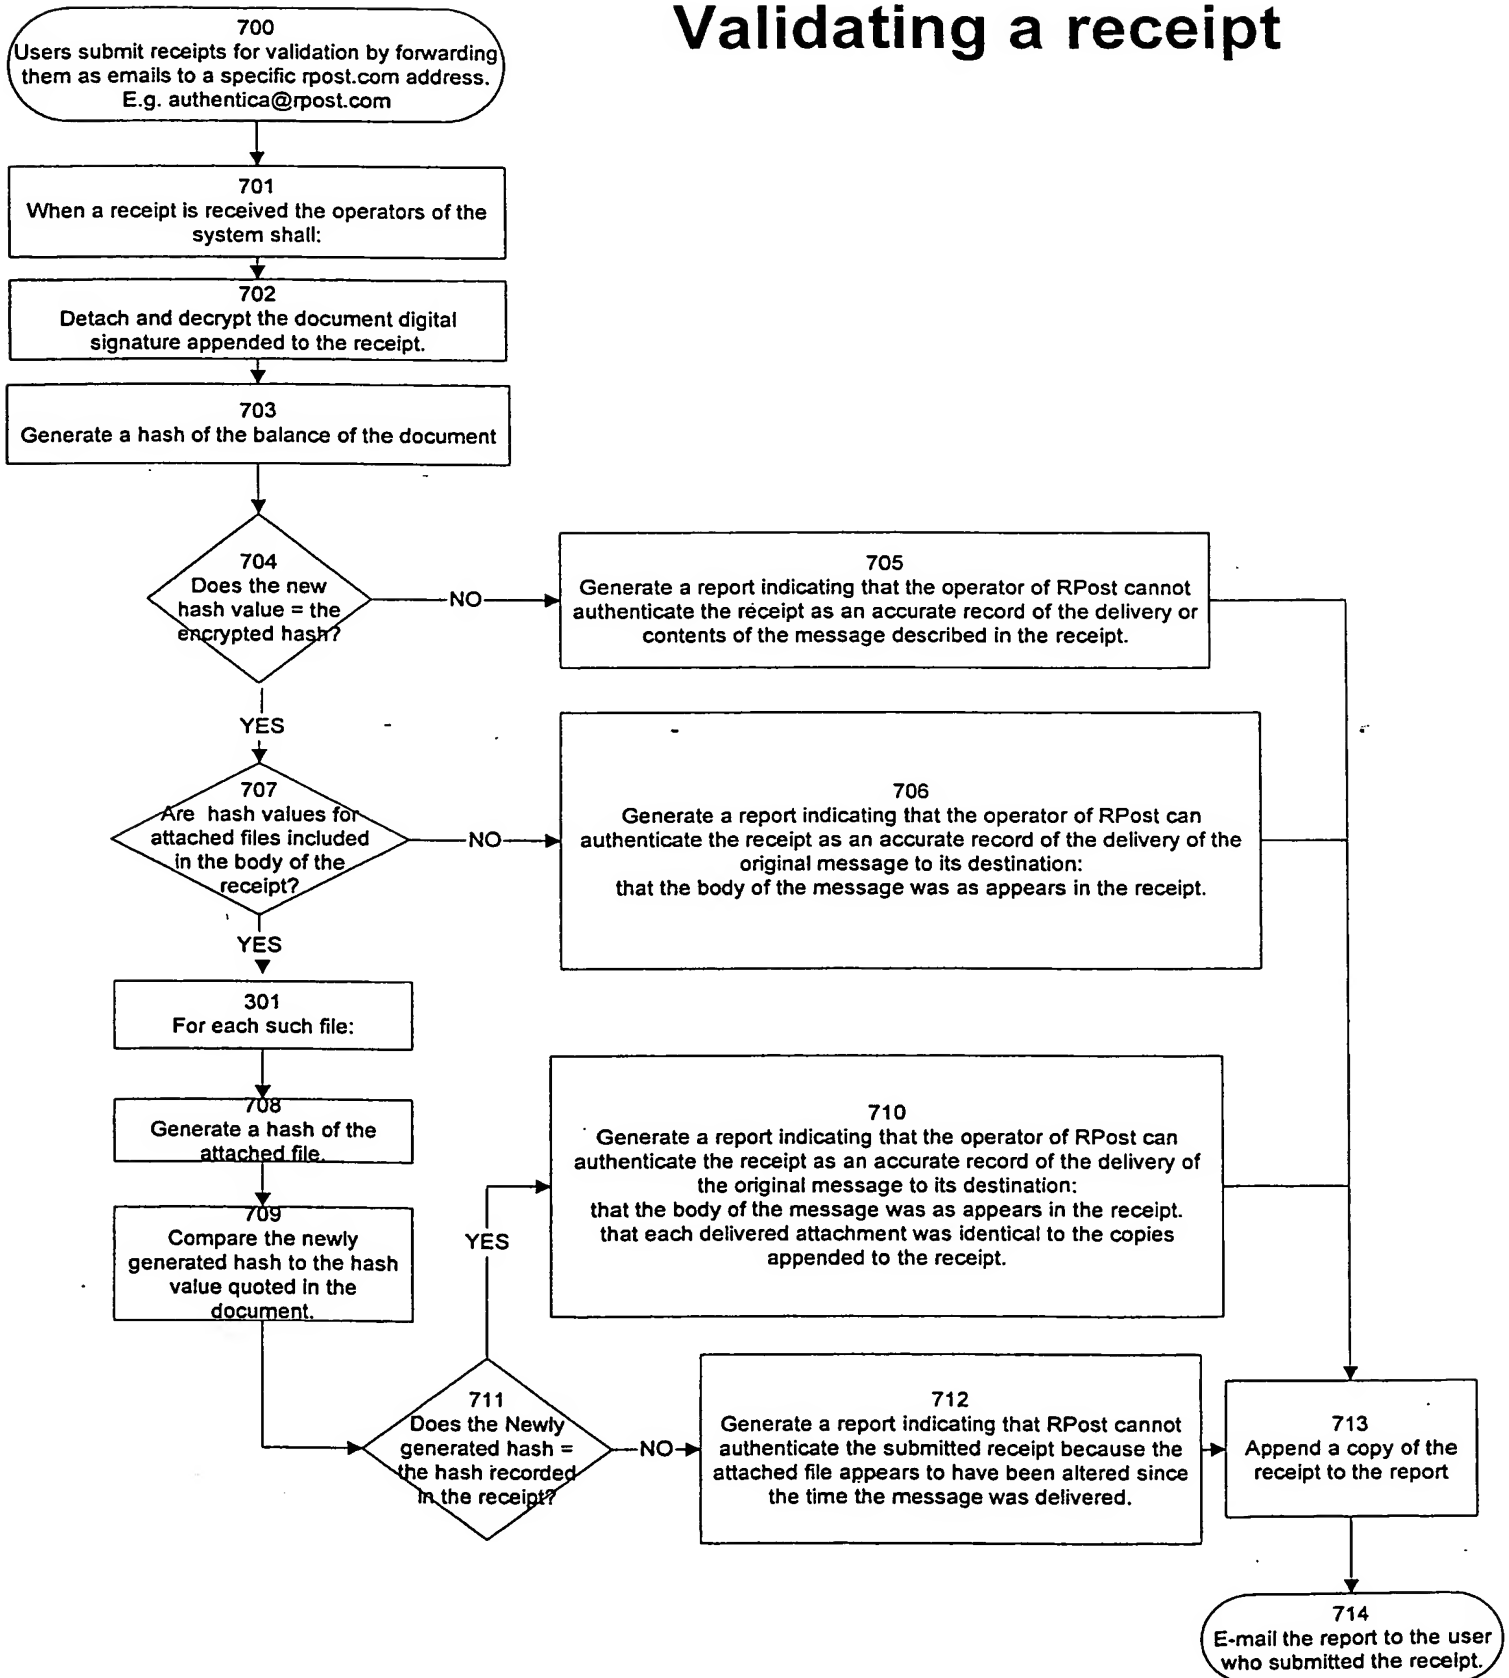 Validating a receipt
700
Users submit receipts for validation by forwarding
them as emails to a specific rpost.com address.
E.g. authentica@rpost.com
701
When a receipt is received the operators of the
system shall:
702
Detach and decrypt the document digital
signature appended to the receipt.
703
Generate a hash of the balance of the document
704
Does the new
hash value = the
encrypted hash?
NO
705
Generate a report indicating that the operator of RPost cannot
authenticate the receipt as an accurate record of the delivery or
contents of the message described in the receipt.
YES
707
Are hash values for
attached files included
in the body of the
receipt?
NO
706
Generate a report indicating that the operator of RPost can
authenticate the receipt as an accurate record of the delivery of the
original message to its destination:
that the body of the message was as appears in the receipt.
YES
301
For each such file:
708
Generate a hash of the
attached file.
709
Compare the newly
generated hash to the hash
value quoted in the
document.
YES
710
Generate a report indicating that the operator of RPost can
authenticate the receipt as an accurate record of the delivery of
the original message to its destination:
that the body of the message was as appears in the receipt.
that each delivered attachment was identical to the copies
appended to the receipt.
711
Does the Newly
generated hash =
the hash recorded
in the receipt?
NO
712
Generate a report indicating that RPost cannot
authenticate the submitted receipt because the
attached file appears to have been altered since
the time the message was delivered.
713
Append a copy of the
receipt to the report
714
E-mail the report to the user
who submitted the receipt.